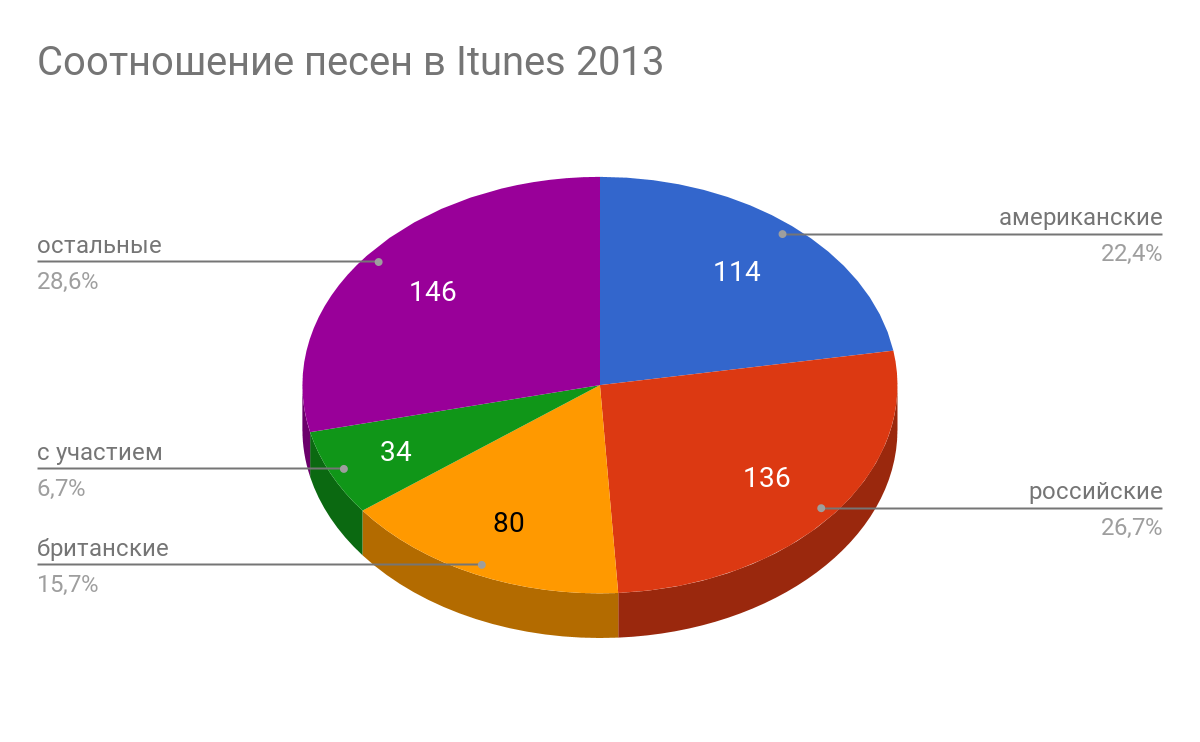 Соотношение песен в Itunes 2013
американские
22,4%
остальные
28,6%
114
146
с участием
6,7%
34
136
российские
26,7%
80
британские
15,7%